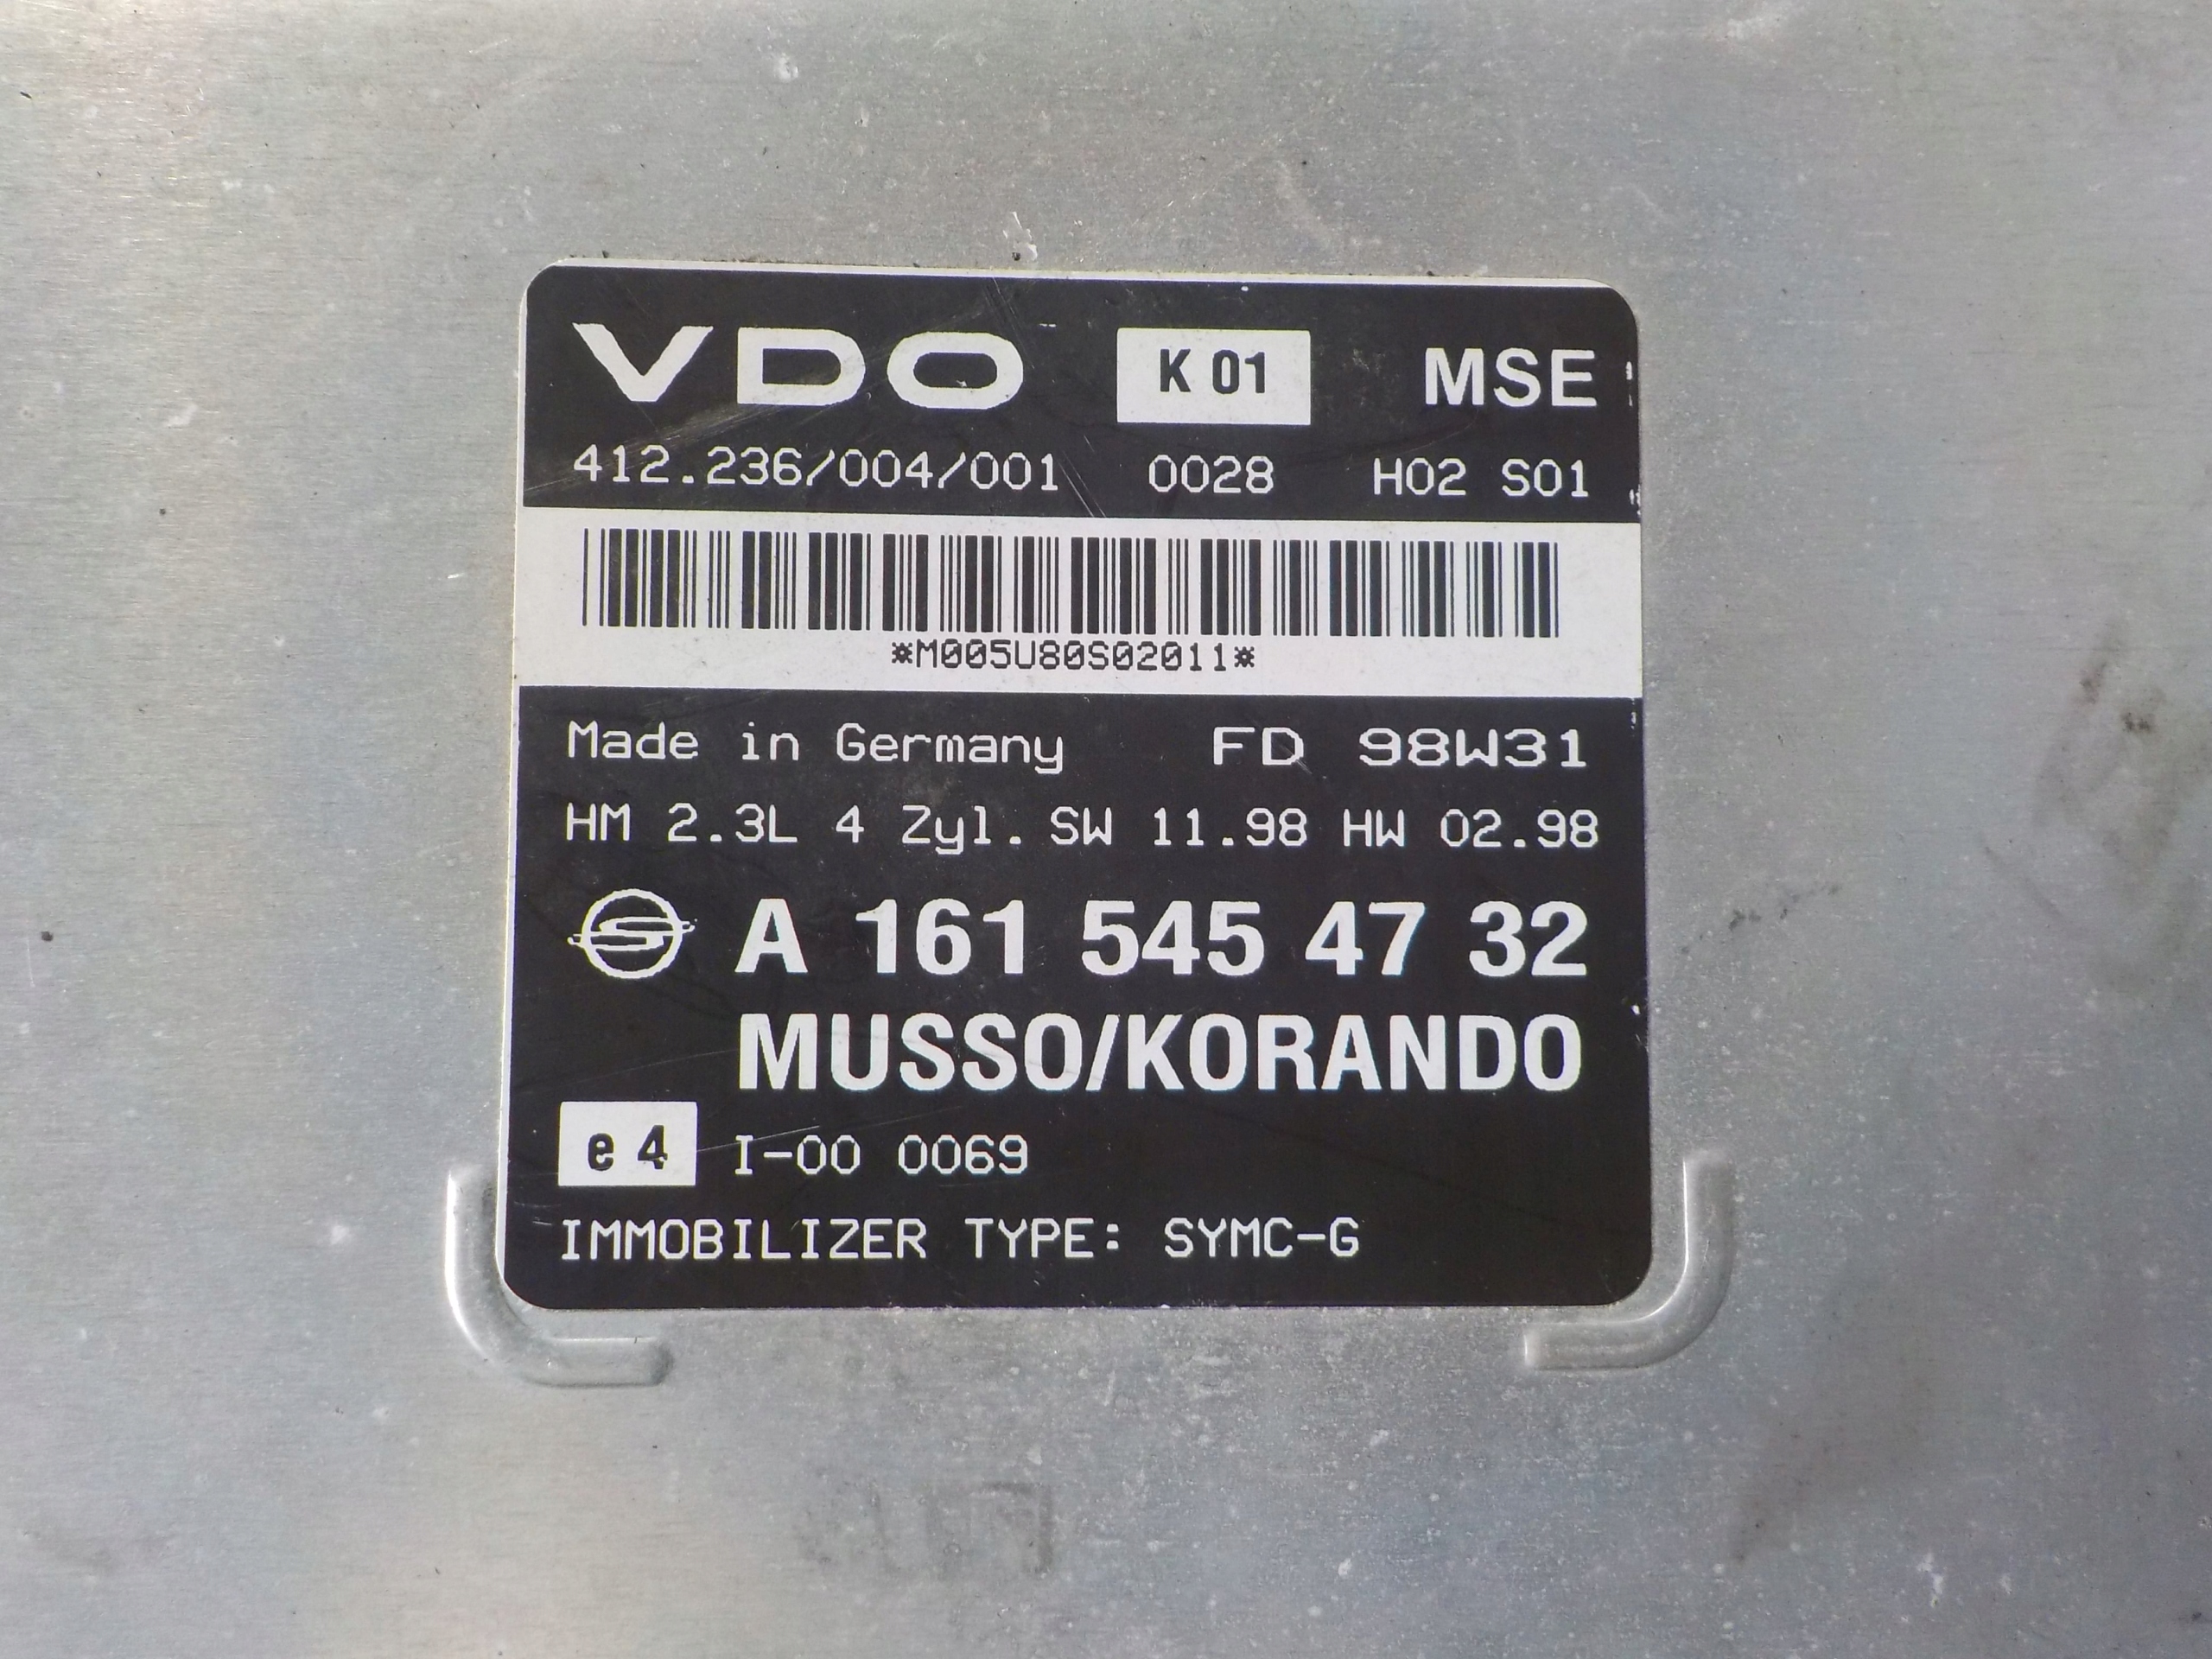 VDO K 01 MSE
412.236/004/001 0028 H02 S01
*M005U80S02011*
Made in Germany FD 98W31
HM 2.3L 4 Zyl. SW 11.98 HW 02.98
A 161 545 47 32
MUSSO/KORANDO
e 4 I-00 0069
IMMOBILIZER TYPE: SYMC-G